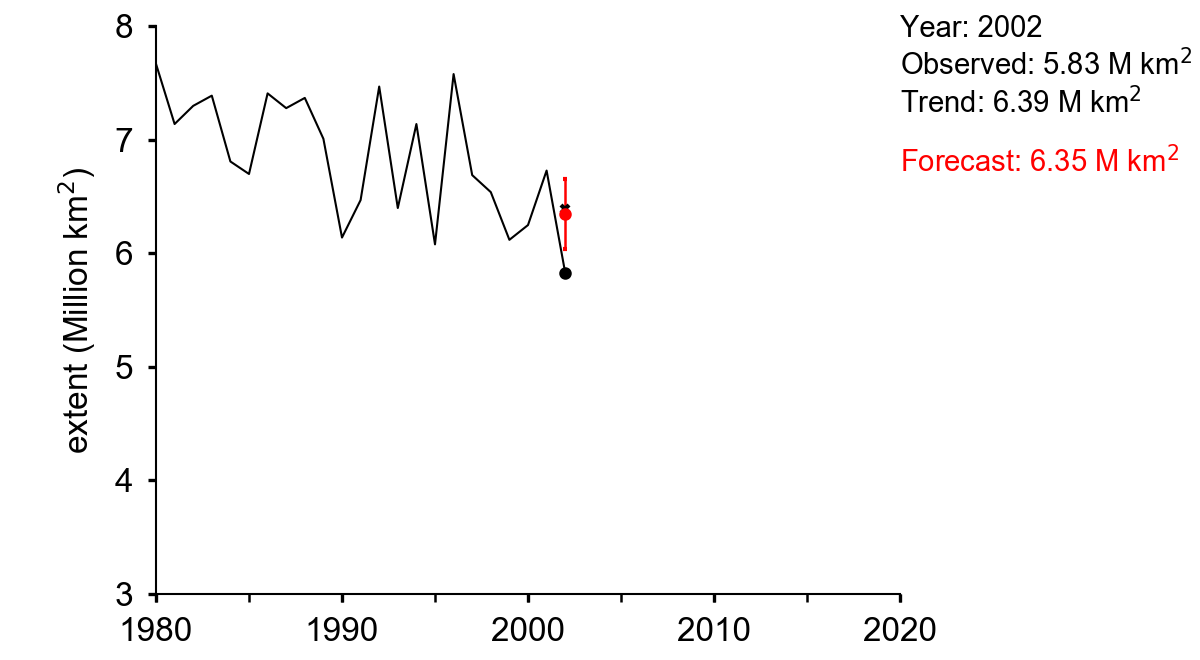 Year: 2002
Observed: 5.83 M km²
Trend: 6.39 M km²
Forecast: 6.35 M km²
extent (Million km²)
8
7
6
5
4
3
1980 1990 2000 2010 2020